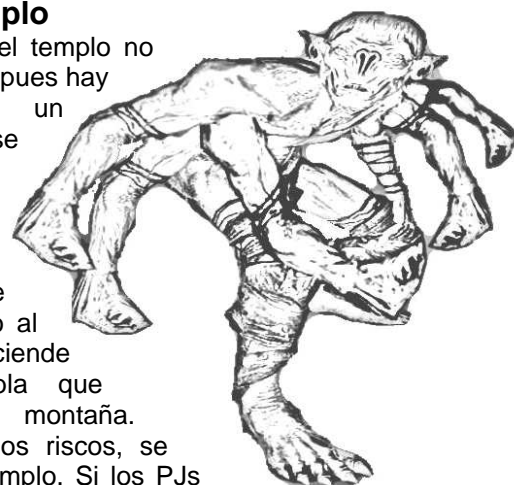 plo
el templo no
pues hay
un
se
e
o al
ciende
ola que
montaña.
os riscos, se
mplo. Si los PJs